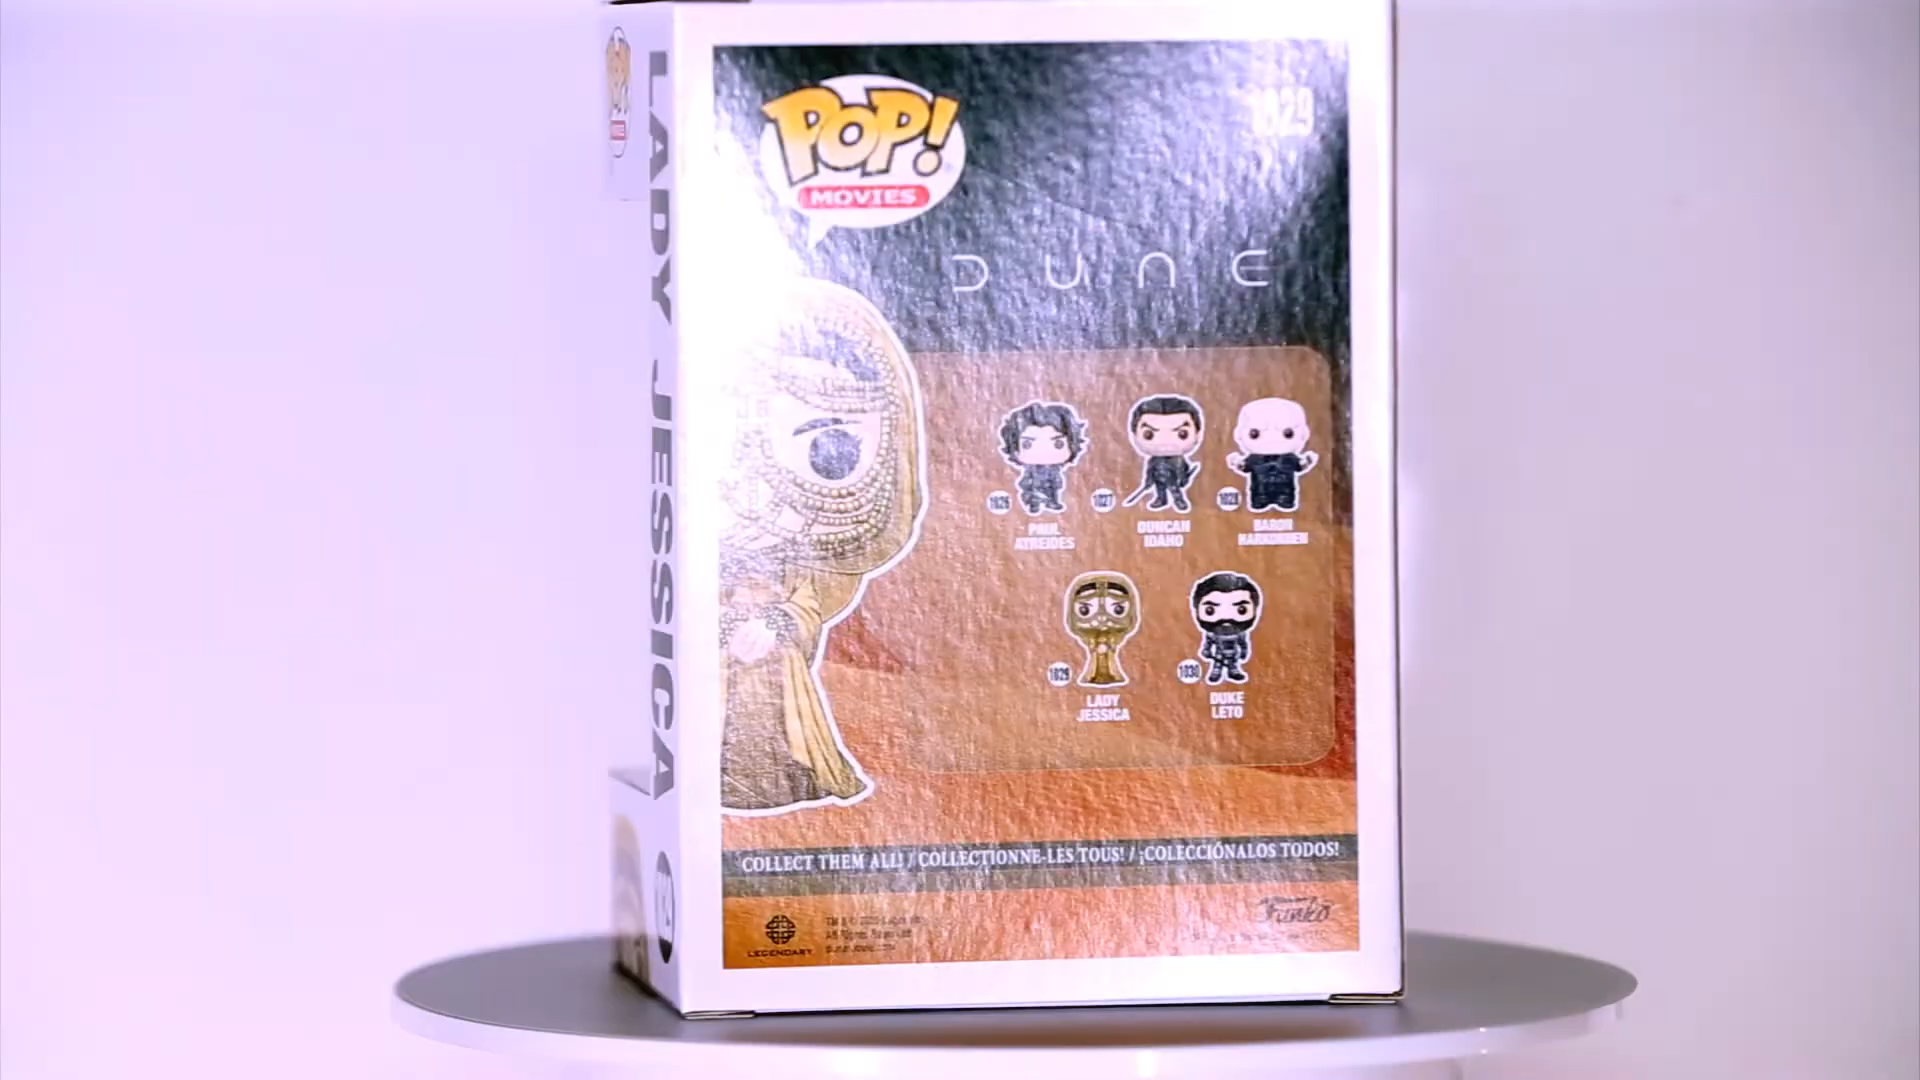 LADY JESSICA
POP!
MOVIES
1029
DUNE
1026
PAUL
ATREIDES
1027
DUNCAN
IDAHO
1028
BARON
HARKONNEN
1029
LADY
JESSICA
1030
DUKE
LETO
COLLECT THEM ALL! / COLLECTIONNE-LES TOUS! / ¡COLECCIÓNALOS TODOS!
LEGENDARY
Funko